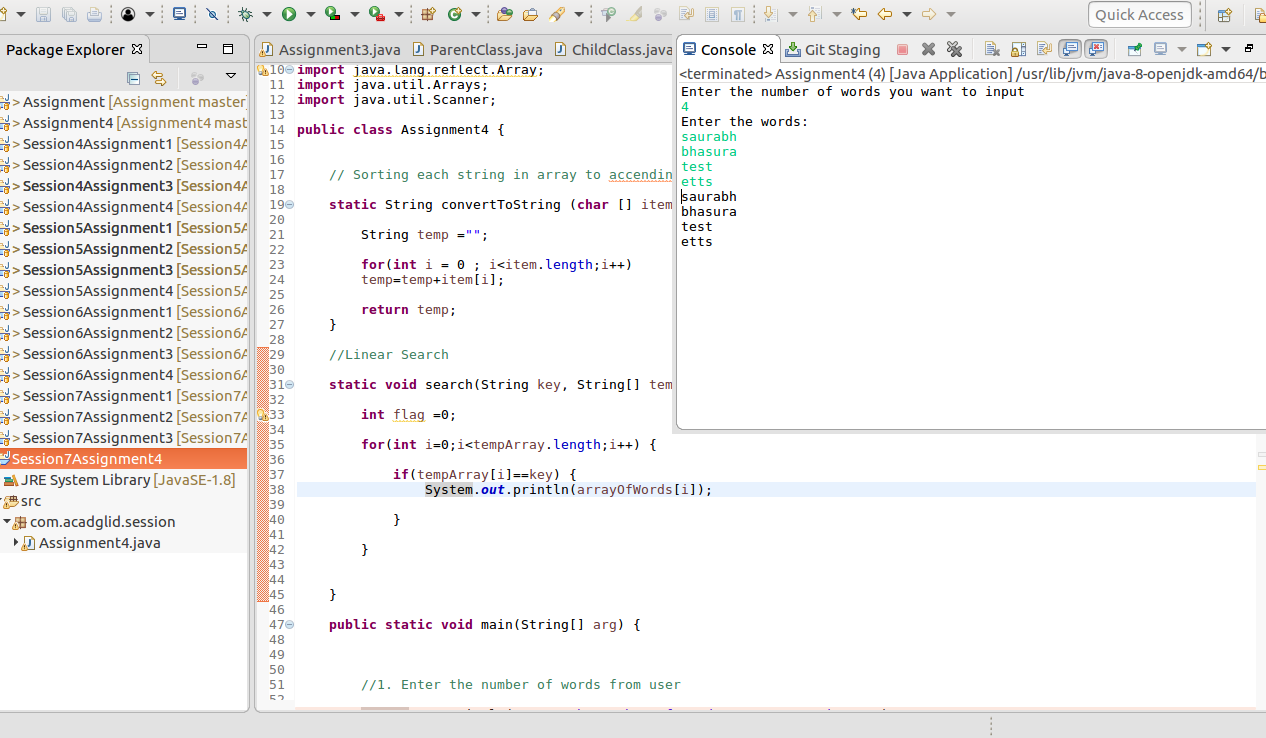 Quick Access
Package Explorer
> Assignment [Assignment master
> Assignment4 [Assignment4 mast
> Session4Assignment1 [Session4A
> Session4Assignment2 [Session4A
> Session4Assignment3 [Session4A
> Session4Assignment4 [Session4A
> Session5Assignment1 [Session5A
> Session5Assignment2 [Session5A
> Session5Assignment3 [Session5A
> Session5Assignment4 [Session5A
> Session6Assignment1 [Session6A
> Session6Assignment2 [Session6A
> Session6Assignment3 [Session6A
> Session6Assignment4 [Session6A
> Session7Assignment1 [Session7A
> Session7Assignment2 [Session7A
> Session7Assignment3 [Session7A
Session7Assignment4
JRE System Library [JavaSE-1.8]
src
com.acadglid.session
Assignment4.java
Assignment3.java ParentClass.java ChildClass.java
10 import java.lang.reflect.Array;
11 import java.util.Arrays;
12 import java.util.Scanner;
13
14 public class Assignment4 {
15
16
17 // Sorting each string in array to accendin
18
19 static String convertToString (char [] item
20
21 String temp ="";
22
23 for(int i = 0 ; i<item.length;i++)
24 temp=temp+item[i];
25
26 return temp;
27 }
28
29 //Linear Search
30
31 static void search(String key, String[] tem
32
33 int flag =0;
34
35 for(int i=0;i<tempArray.length;i++) {
36
37 if(tempArray[i]==key) {
38 System.out.println(arrayOfWords[i]);
39
40 }
41
42 }
43
44
45 }
46
47 public static void main(String[] arg) {
48
49
50
51 //1. Enter the number of words from user
52
Console Git Staging
<terminated> Assignment4 (4) [Java Application] /usr/lib/jvm/java-8-openjdk-amd64/b
Enter the number of words you want to input
4
Enter the words:
saurabh
bhasura
test
etts
saurabh
bhasura
test
etts